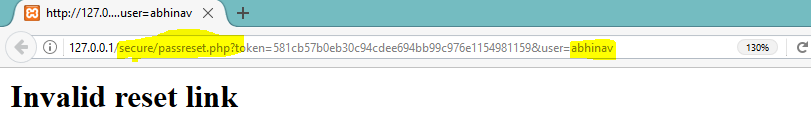 http://127.0....user=abhinav
127.0.0.1/secure/passreset.php?token=581cb57b0eb30c94cdee694bb99c976e1154981159&user=abhinav 130%
Invalid reset link